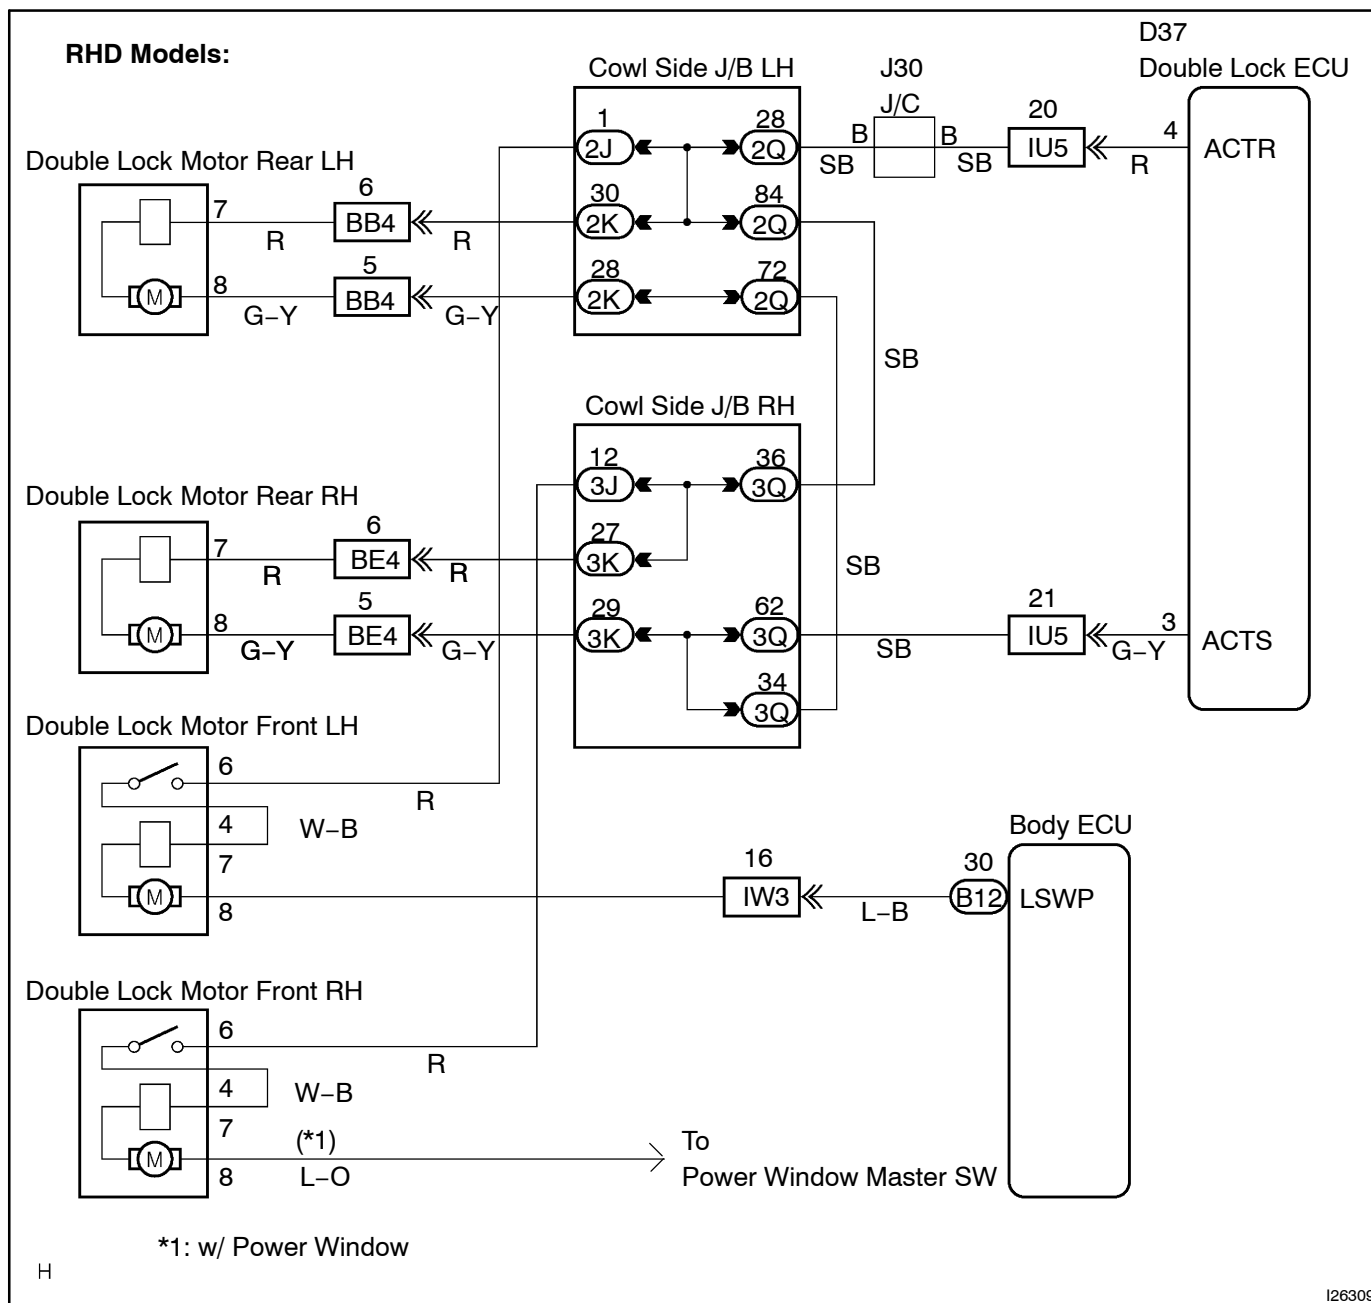 RHD Models:
D37
Double Lock ECU
Cowl Side J/B LH
J30
J/C
1
2J
28
2Q
B
B
SB
SB
20
IU5
4
R
ACTR
Double Lock Motor Rear LH
7
R
6
BB4
R
30
2K
84
2Q
M
8
G–Y
5
BB4
G–Y
28
2K
72
2Q
SB
Cowl Side J/B RH
12
3J
36
3Q
Double Lock Motor Rear RH
7
R
6
BE4
R
27
3K
SB
M
8
G–Y
5
BE4
G–Y
29
3K
62
3Q
SB
21
IU5
3
G–Y
ACTS
34
3Q
Double Lock Motor Front LH
6
R
4
W–B
7
M
8
16
IW3
L–B
30
B12
Body ECU
LSWP
Double Lock Motor Front RH
6
R
4
W–B
7
(*1)
M
8
L–O
To
Power Window Master SW
*1: w/ Power Window
H
I26309